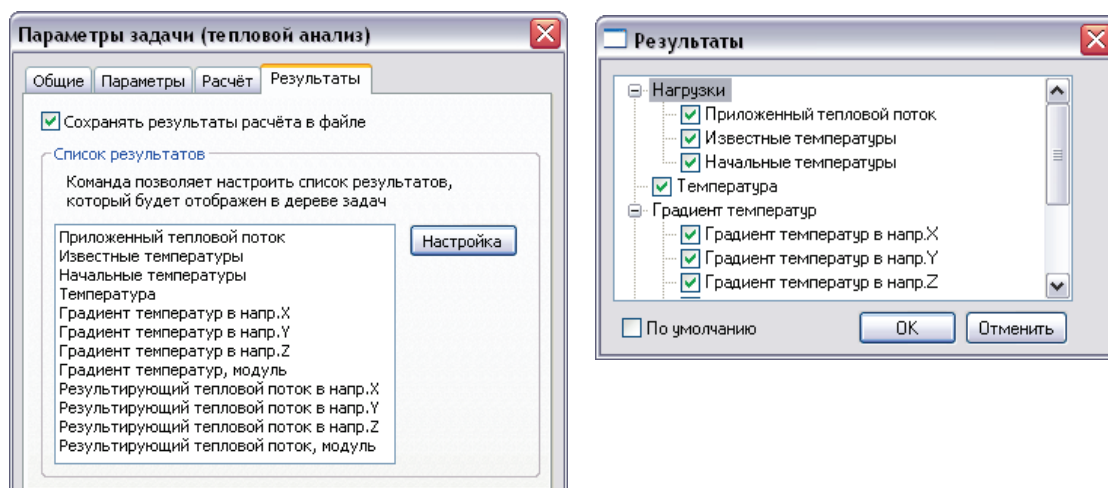 Параметры задачи (тепловой анализ)
Общие
Параметры
Расчёт
Результаты
Сохранять результаты расчёта в файле
Список результатов
Команда позволяет настроить список результатов,
который будет отображен в дереве задач
Приложенный тепловой поток
Известные температуры
Начальные температуры
Температура
Градиент температур в напр.X
Градиент температур в напр.Y
Градиент температур в напр.Z
Градиент температур, модуль
Результирующий тепловой поток в напр.X
Результирующий тепловой поток в напр.Y
Результирующий тепловой поток в напр.Z
Результирующий тепловой поток, модуль
Настройка
Результаты
Нагрузки
Приложенный тепловой поток
Известные температуры
Начальные температуры
Температура
Градиент температур
Градиент температур в напр.X
Градиент температур в напр.Y
Градиент температур в напр.Z
По умолчанию
OK
Отменить